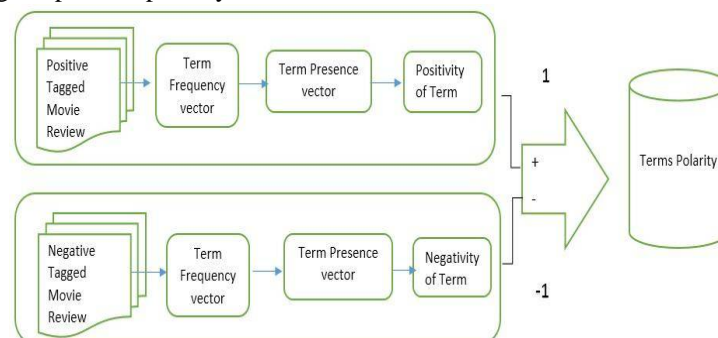 Positive
Tagged
Movie
Review
Term
Frequency
vector
Term Presence
vector
Positivity
of Term
1
+
-
Terms Polarity
Negative
Tagged
Movie
Review
Term
Frequency
vector
Term Presence
vector
Negativity
of Term
-1